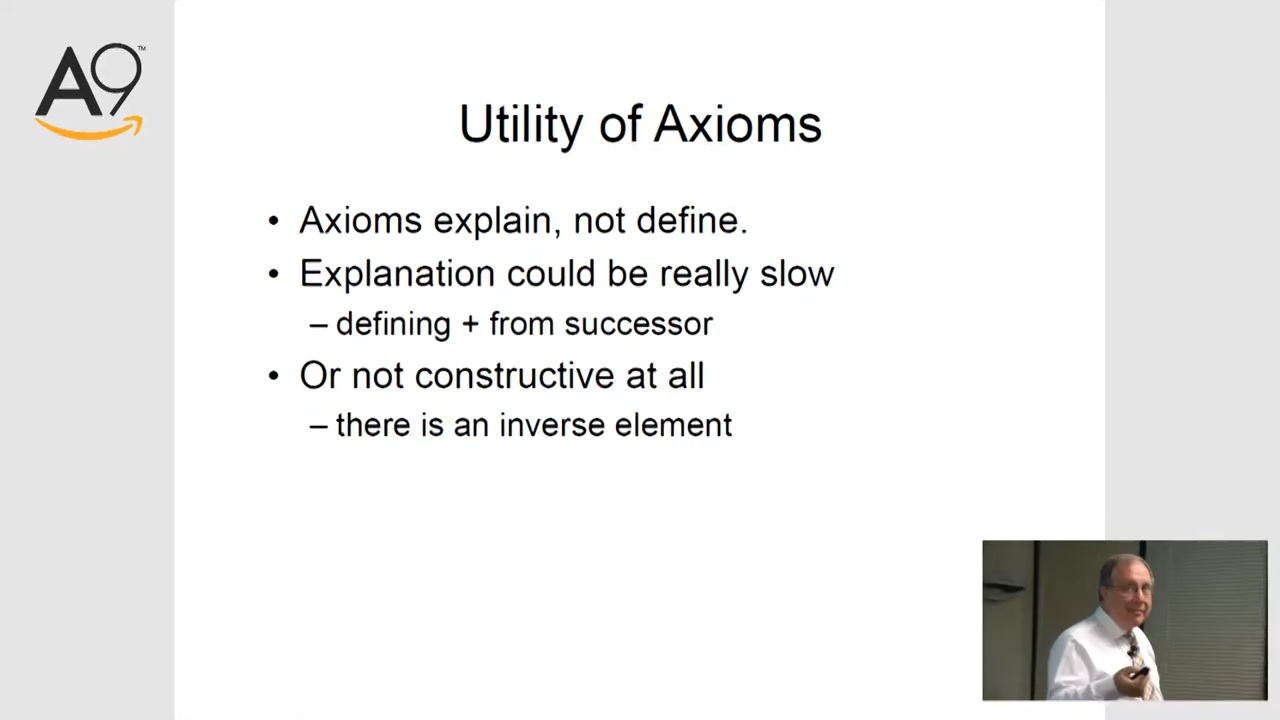 A9™
Utility of Axioms
• Axioms explain, not define.
• Explanation could be really slow
– defining + from successor
• Or not constructive at all
– there is an inverse element